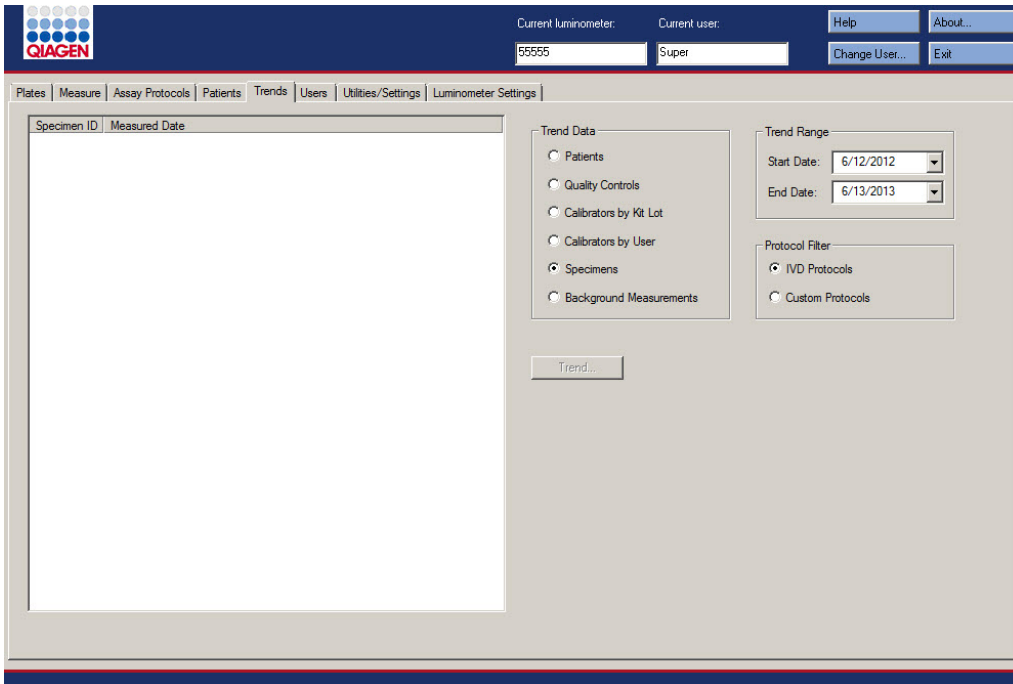 QIAGEN
Current luminometer: Current user:
55555 Super
Help About...
Change User... Exit
Plates Measure Assay Protocols Patients Trends Users Utilities/Settings Luminometer Settings
Specimen ID Measured Date
Trend Data
Patients
Quality Controls
Calibrators by Kit Lot
Calibrators by User
Specimens
Background Measurements
Trend Range
Start Date: 6/12/2012
End Date: 6/13/2013
Protocol Filter
IVD Protocols
Custom Protocols
Trend...